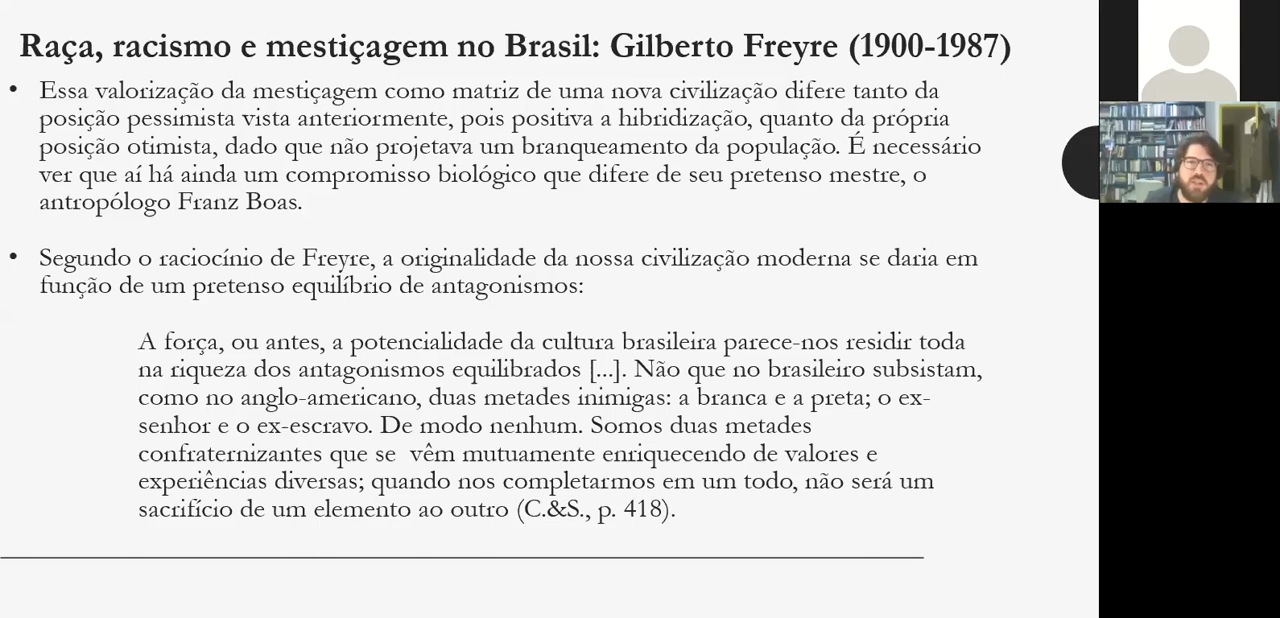 Raça, racismo e mestiçagem no Brasil: Gilberto Freyre (1900-1987)
• Essa valorização da mestiçagem como matriz de uma nova civilização difere tanto da
posição pessimista vista anteriormente, pois positiva a hibridização, quanto da própria
posição otimista, dado que não projetava um branqueamento da população. É necessário
ver que aí há ainda um compromisso biológico que difere de seu pretenso mestre, o
antropólogo Franz Boas.
• Segundo o raciocínio de Freyre, a originalidade da nossa civilização moderna se daria em
função de um pretenso equilíbrio de antagonismos:
A força, ou antes, a potencialidade da cultura brasileira parece-nos residir toda
na riqueza dos antagonismos equilibrados [...]. Não que no brasileiro subsistam,
como no anglo-americano, duas metades inimigas: a branca e a preta; o ex-
senhor e o ex-escravo. De modo nenhum. Somos duas metades
confraternizantes que se vêm mutuamente enriquecendo de valores e
experiências diversas; quando nos completarmos em um todo, não será um
sacrifício de um elemento ao outro (C.&S., p. 418).